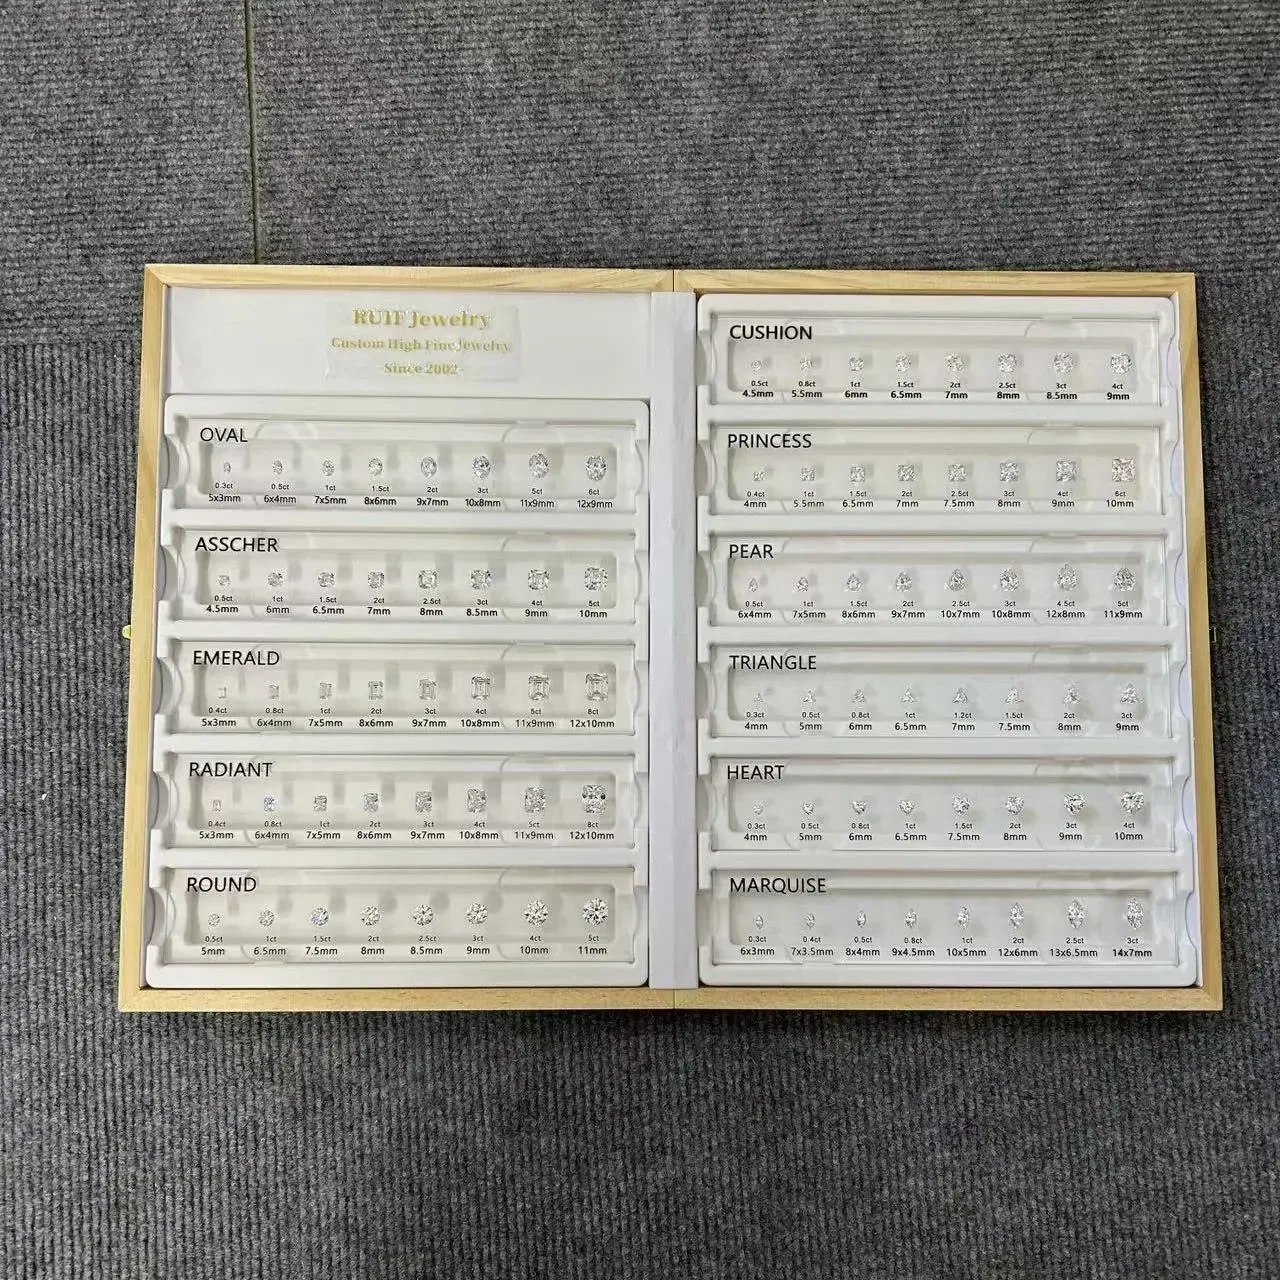 RUIF Jewelry
Custom High Fine Jewelry
-Since 2002-
OVAL
0.3ct 0.5ct 1ct 1.5ct 2ct 3ct 5ct 6ct
5x3mm 6x4mm 7x5mm 8x6mm 9x7mm 10x8mm 11x9mm 12x9mm
ASSCHER
0.5ct 1ct 1.5ct 2ct 2.5ct 3ct 4ct 5ct
4.5mm 6mm 6.5mm 7mm 8mm 8.5mm 9mm 10mm
EMERALD
0.4ct 0.8ct 1ct 2ct 3ct 4ct 5ct 8ct
5x3mm 6x4mm 7x5mm 8x6mm 9x7mm 10x8mm 11x9mm 12x10mm
RADIANT
0.4ct 0.8ct 1ct 2ct 3ct 4ct 5ct 8ct
5x3mm 6x4mm 7x5mm 8x6mm 9x7mm 10x8mm 11x9mm 12x10mm
ROUND
0.5ct 1ct 1.5ct 2ct 2.5ct 3ct 4ct 5ct
5mm 6.5mm 7.5mm 8mm 8.5mm 9mm 10mm 11mm
CUSHION
0.5ct 0.8ct 1ct 1.5ct 2ct 2.5ct 3ct 4ct
4.5mm 5.5mm 6mm 6.5mm 7mm 8mm 8.5mm 9mm
PRINCESS
0.4ct 1ct 1.5ct 2ct 2.5ct 3ct 4ct 6ct
4mm 5.5mm 6.5mm 7mm 7.5mm 8mm 9mm 10mm
PEAR
0.5ct 1ct 1.5ct 2ct 2.5ct 3ct 4.5ct 5ct
6x4mm 7x5mm 8x6mm 9x7mm 10x7mm 10x8mm 12x8mm 11x9mm
TRIANGLE
0.3ct 0.5ct 0.8ct 1ct 1.2ct 1.5ct 2ct 3ct
4mm 5mm 6mm 6.5mm 7mm 7.5mm 8mm 9mm
HEART
0.3ct 0.5ct 0.8ct 1ct 1.5ct 2ct 3ct 4ct
4mm 5mm 6mm 6.5mm 7.5mm 8mm 9mm 10mm
MARQUISE
0.3ct 0.4ct 0.5ct 0.8ct 1ct 2ct 2.5ct 3ct
6x3mm 7x3.5mm 8x4mm 9x4.5mm 10x5mm 12x6mm 13x6.5mm 14x7mm